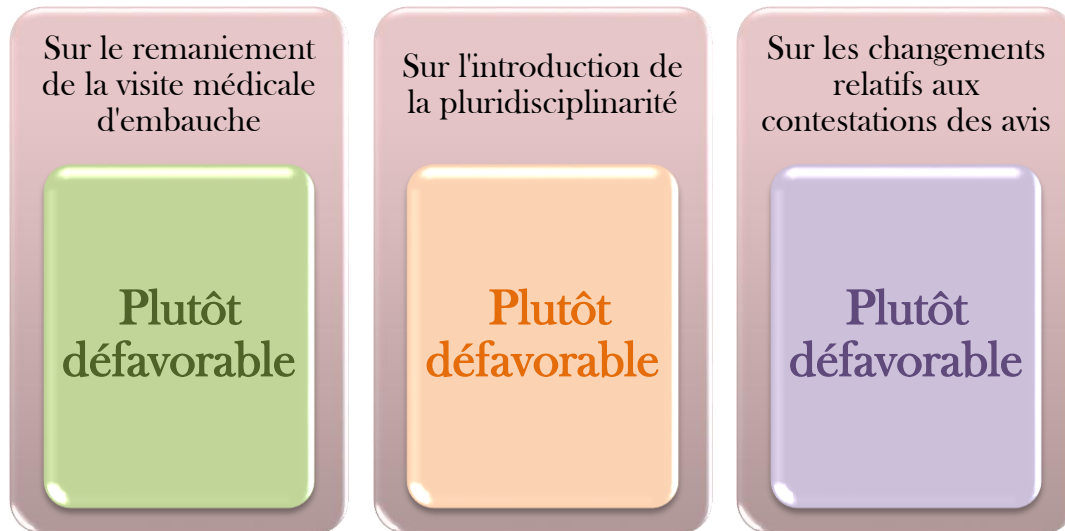 Sur le remaniement
de la visite médicale
d'embauche
Plutôt
défavorable
Sur l'introduction de
la pluridisciplinarité
Plutôt
défavorable
Sur les changements
relatifs aux
contestations des avis
Plutôt
défavorable